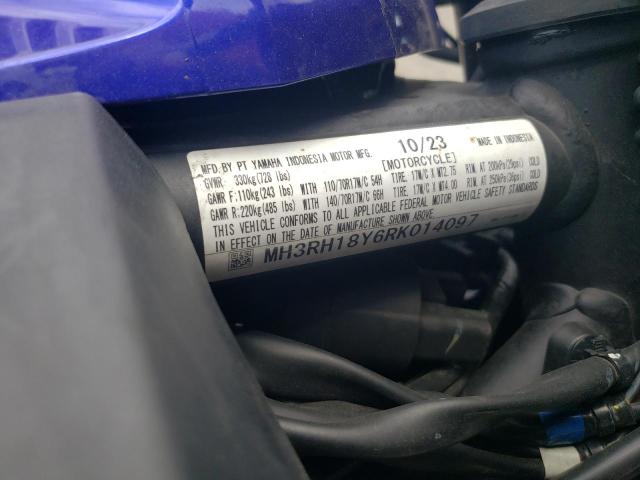 MFD.BY PT YAMAHA INDONESIA MOTOR MFG. 10/23 MADE IN INDONESIA
GVWR: 330kg(728 lbs) [MOTORCYCLE]
GAWR F:110kg(243 lbs) WITH 110/70R17M/C 54H TIRE, 17M/C X MT2.75 RIM, AT 200kPa(29psi) COLD
GAWR R:220kg(485 lbs) WITH 140/70R17M/C 66H TIRE, 17M/C X MT4.00 RIM, AT 250kPa(36psi) COLD
THIS VEHICLE CONFORMS TO ALL APPLICABLE FEDERAL MOTOR VEHICLE SAFETY STANDARDS
IN EFFECT ON THE DATE OF MANUFACTURE SHOWN ABOVE.
MH3RH18Y6RK014097